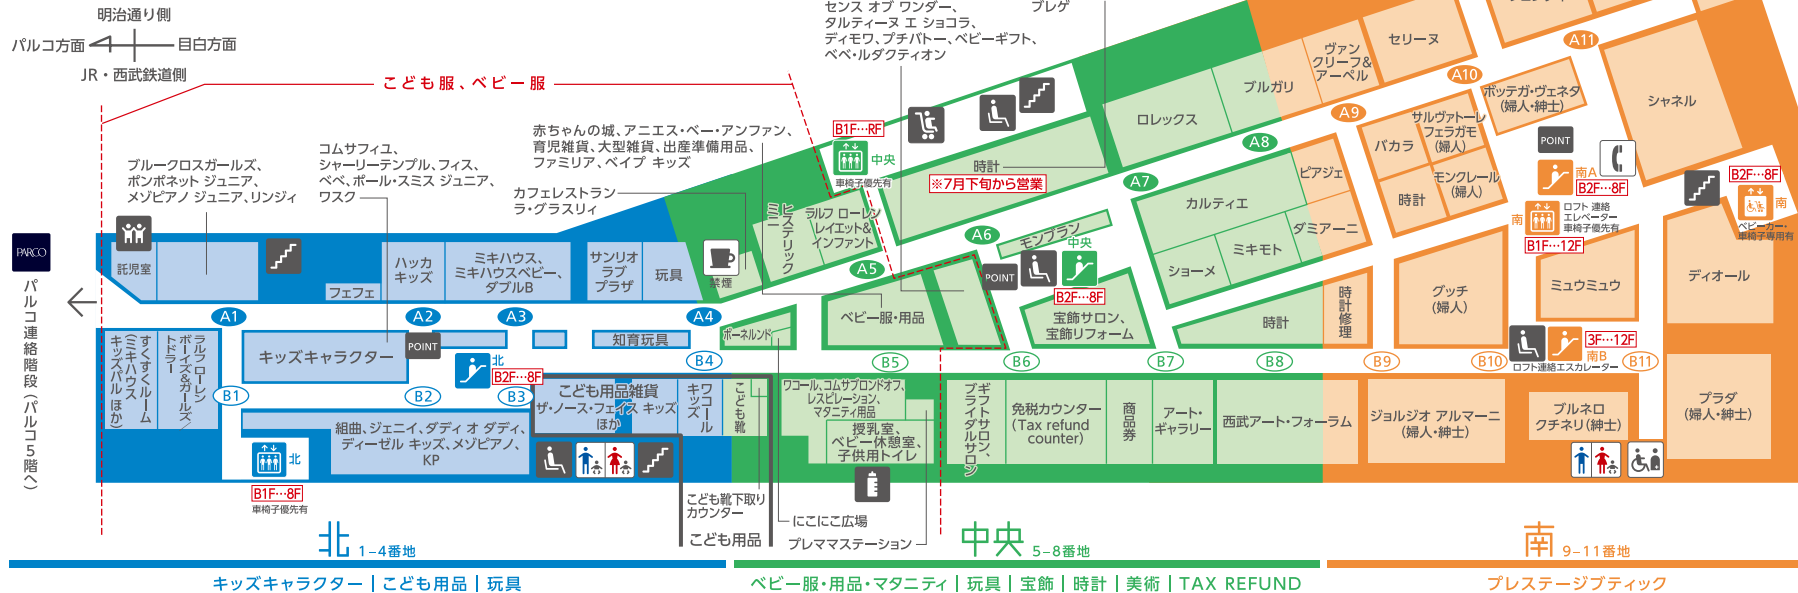 明治通り側
パルコ方面
目白方面
JR・西武鉄道側
こども服、ベビー服
センス オブ ワンダー、
タルティーヌ エ ショコラ、
ディモワ、プチバトー、ベビーギフト、
ベベ・ルダクティオン
ブレゲ
ブルークロスガールズ、
ポンポネット ジュニア、
メゾピアノ ジュニア、リンジィ
コムサフィユ、
シャーリーテンプル、フィス、
べべ、ポール・スミス ジュニア、
ワスク
赤ちゃんの城、アニエス・ベー・アンファン、
育児雑貨、大型雑貨、出産準備用品、
ファミリア、ベイプ キッズ
カフェレストラン
ラ・グラスリィ
PARCO
パルコ連絡階段(パルコ5階へ)
託児室
フェフェ
ハッカ
キッズ
ミキハウス、
ミキハウスベビー、
ダブルB
サンリオ
ラブ
プラザ
玩具
禁煙
ヒステリック
ミニ
ラルフ ローレン
レイエット&
インファント
B1F…RF
中央
車椅子優先有
時計
※7月下旬から営業
ロレックス
ブルガリ
ヴァン
クリーフ&
アーペル
セリーヌ
A11
A10
A9
A8
A7
A6
A5
A4
A3
A2
A1
ボッテガ・ヴェネタ
(婦人・紳士)
シャネル
サルヴァトーレ
フェラガモ
(婦人)
バカラ
モンクレール
(婦人)
時計
ピアジェ
カルティエ
ダミアーニ
ミキモト
ショーメ
モンブラン
中央
POINT
B2F…8F
POINT
南A
B2F…8F
南
ロフト 連絡
エレベーター
車椅子優先有
B1F…12F
B2F…8F
南
ベビーカー・
車椅子専用有
ディオール
ミュウミュウ
グッチ
(婦人)
時計修理
時計
宝飾サロン、
宝飾リフォーム
ベビー服・用品
ボーネルンド
知育玩具
キッズキャラクター
POINT
北
B2F…8F
すくすくルーム
(ミキハウス
キッズパル ほか)
ラルフ ローレン
ボーイズ&ガールズ/
トドラー
B1
B2
B3
B4
B5
B6
B7
B8
B9
B10
B11
3F…12F
南B
ロフト連絡エスカレーター
組曲、ジェニイ、ダディ オ ダディ、
ディーゼル キッズ、メゾピアノ、
KP
北
B1F…8F
車椅子優先有
こども用品雑貨
ザ・ノース・フェイス キッズ
ほか
ワコール
キッズ
こども靴
ワコール、コムサブロンドオフ、
レスピレーション、
マタニティ用品
授乳室、
ベビー休憩室、
子供用トイレ
ギフトサロン、
ブライダルサロン
免税カウンター
(Tax refund
counter)
商品券
アート・
ギャラリー
西武アート・フォーラム
ジョルジオ アルマーニ
(婦人・紳士)
ブルネロ
クチネリ(紳士)
プラダ
(婦人・紳士)
こども靴下取り
カウンター
こども用品
にこにこ広場
プレママステーション
北 1–4番地
中央 5–8番地
南 9–11番地
キッズキャラクター|こども用品|玩具
ベビー服・用品・マタニティ|玩具|宝飾|時計|美術|TAX REFUND
プレステージブティック